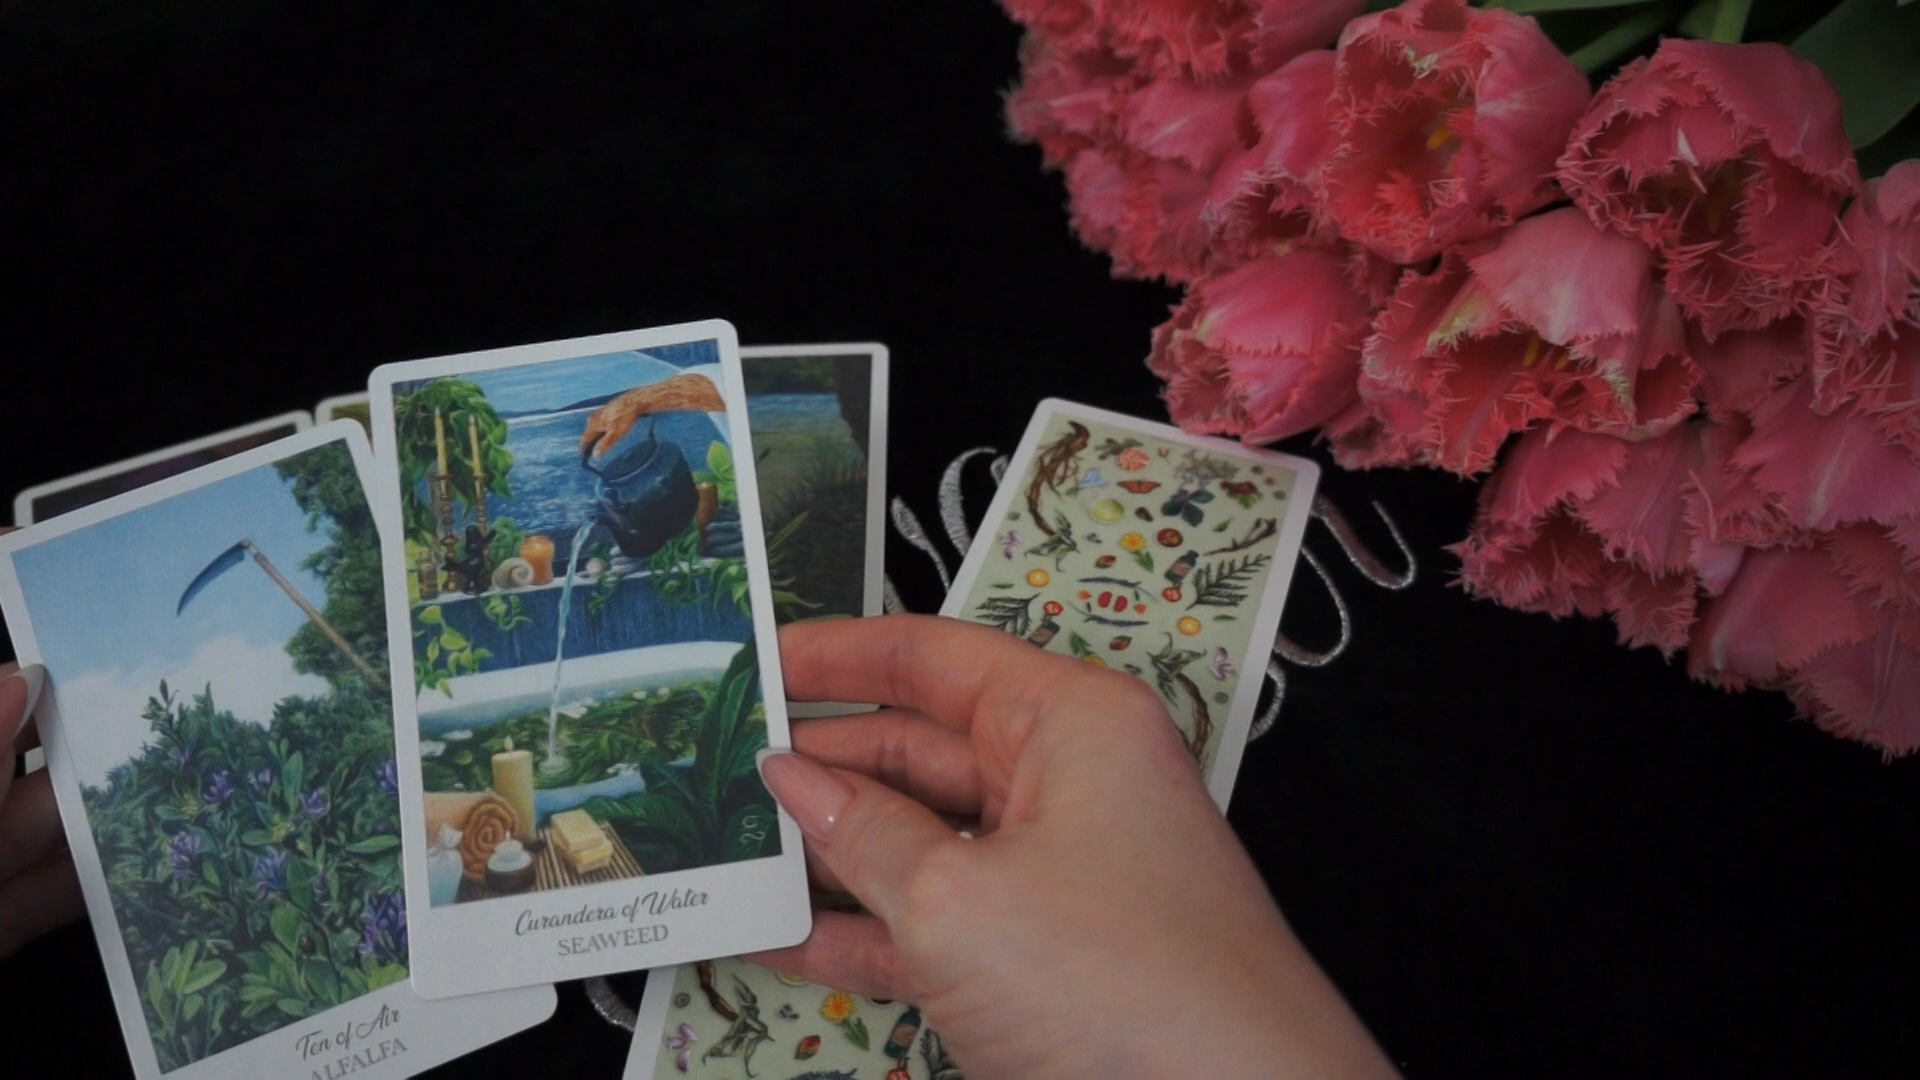 Curandera of Water
SEAWEED
Ten of Air
ALFALFA